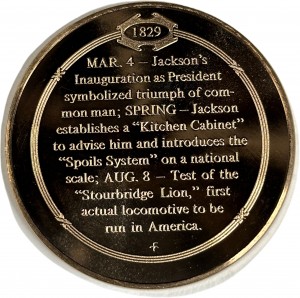 1829
MAR. 4 – Jackson's
Inauguration as President
symbolized triumph of com-
mon man; SPRING – Jackson
establishes a “Kitchen Cabinet”
to advise him and introduces the
“Spoils System” on a national
scale; AUG. 8 – Test of the
“Stourbridge Lion,” first
actual locomotive to be
run in America.